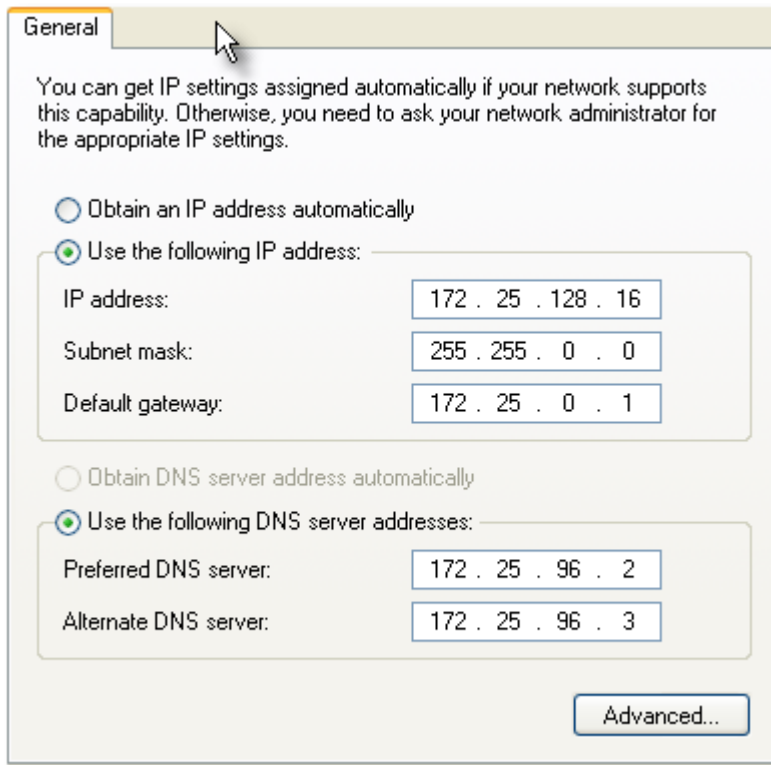 General
You can get IP settings assigned automatically if your network supports
this capability. Otherwise, you need to ask your network administrator for
the appropriate IP settings.
Obtain an IP address automatically
Use the following IP address:
IP address: 172 . 25 . 128 . 16
Subnet mask: 255 . 255 . 0 . 0
Default gateway: 172 . 25 . 0 . 1
Obtain DNS server address automatically
Use the following DNS server addresses:
Preferred DNS server: 172 . 25 . 96 . 2
Alternate DNS server: 172 . 25 . 96 . 3
Advanced...